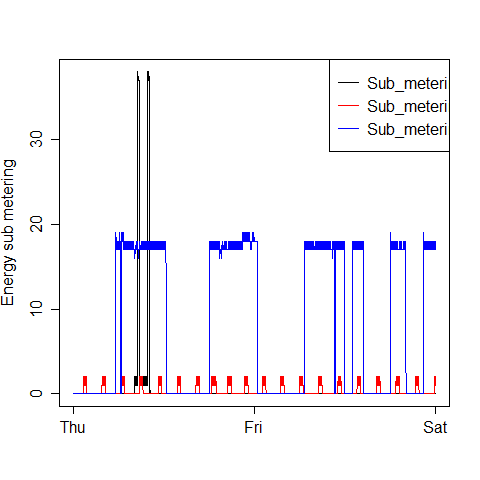 Sub_meteri
Sub_meteri
Sub_meteri
Energy sub metering
30
20
10
0
Thu Fri Sat